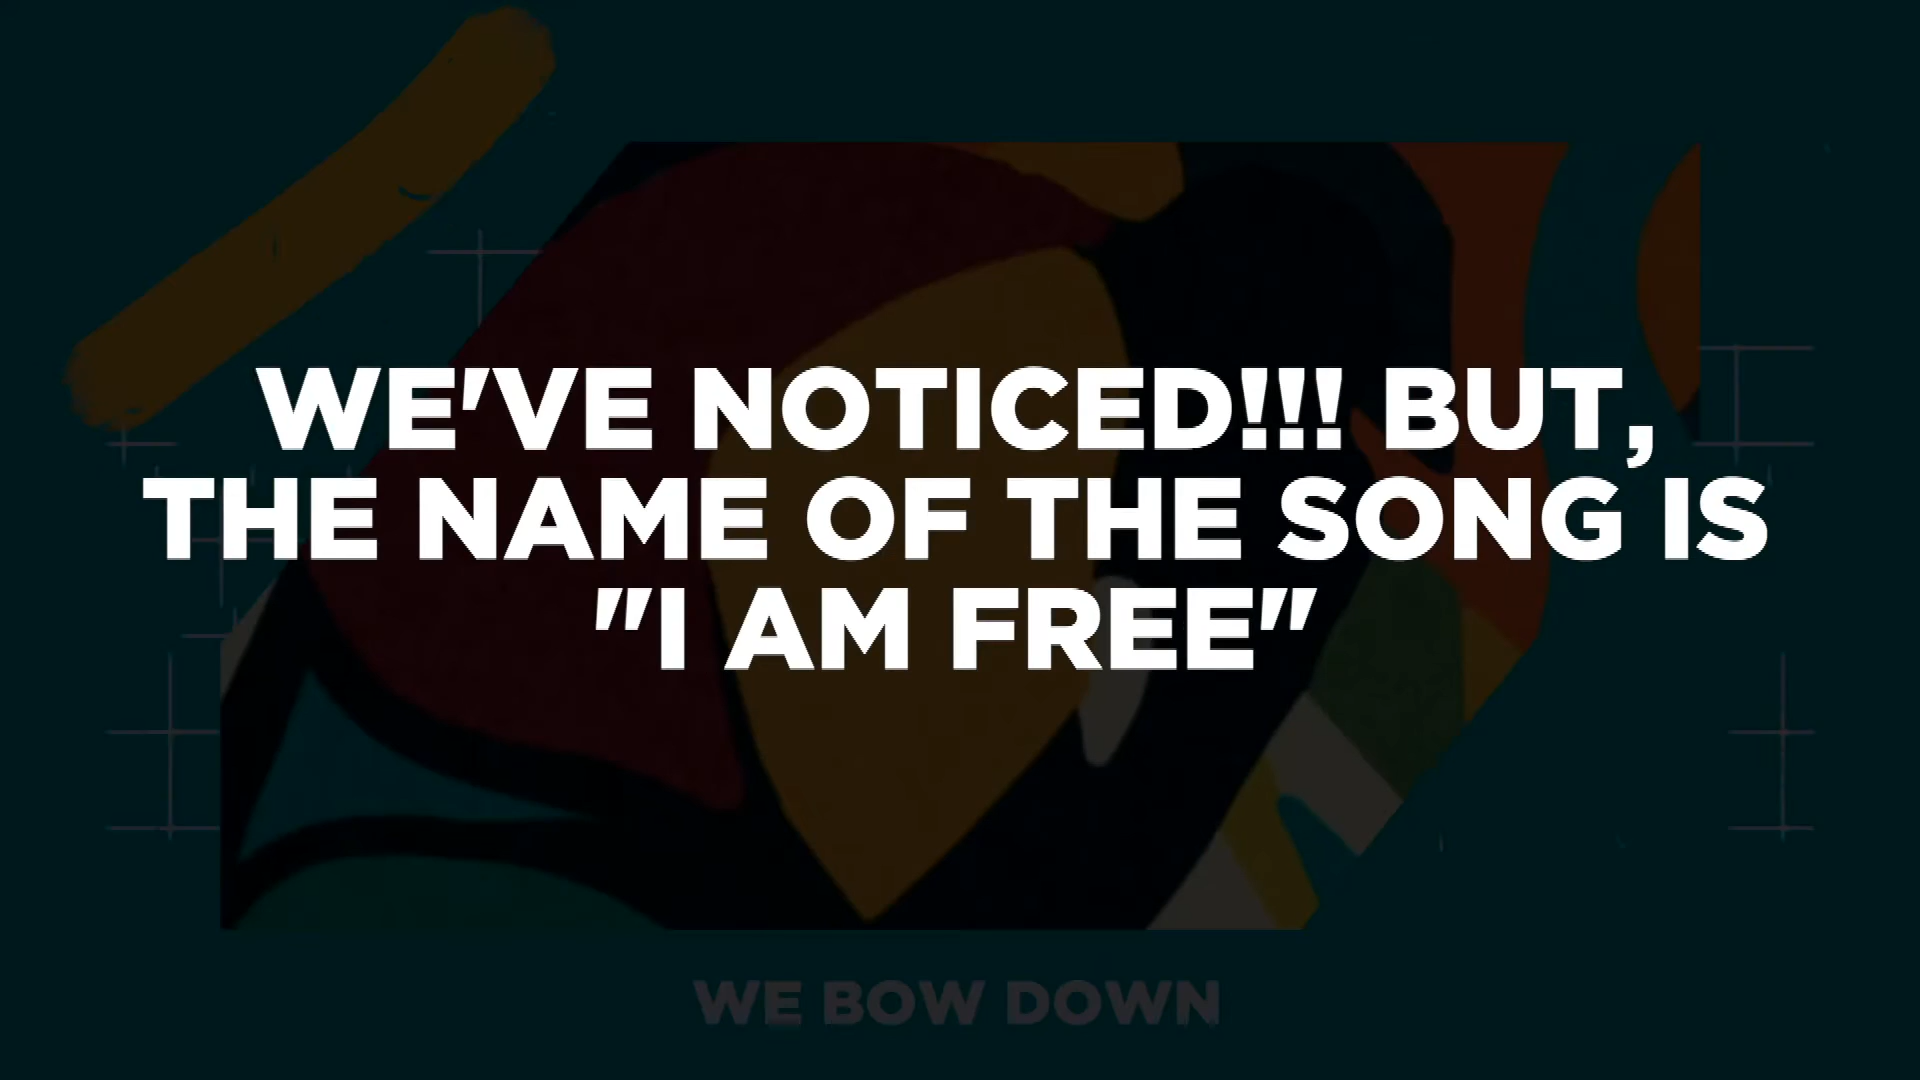 WE'VE NOTICED!!! BUT,
THE NAME OF THE SONG IS
"I AM FREE"
WE BOW DOWN